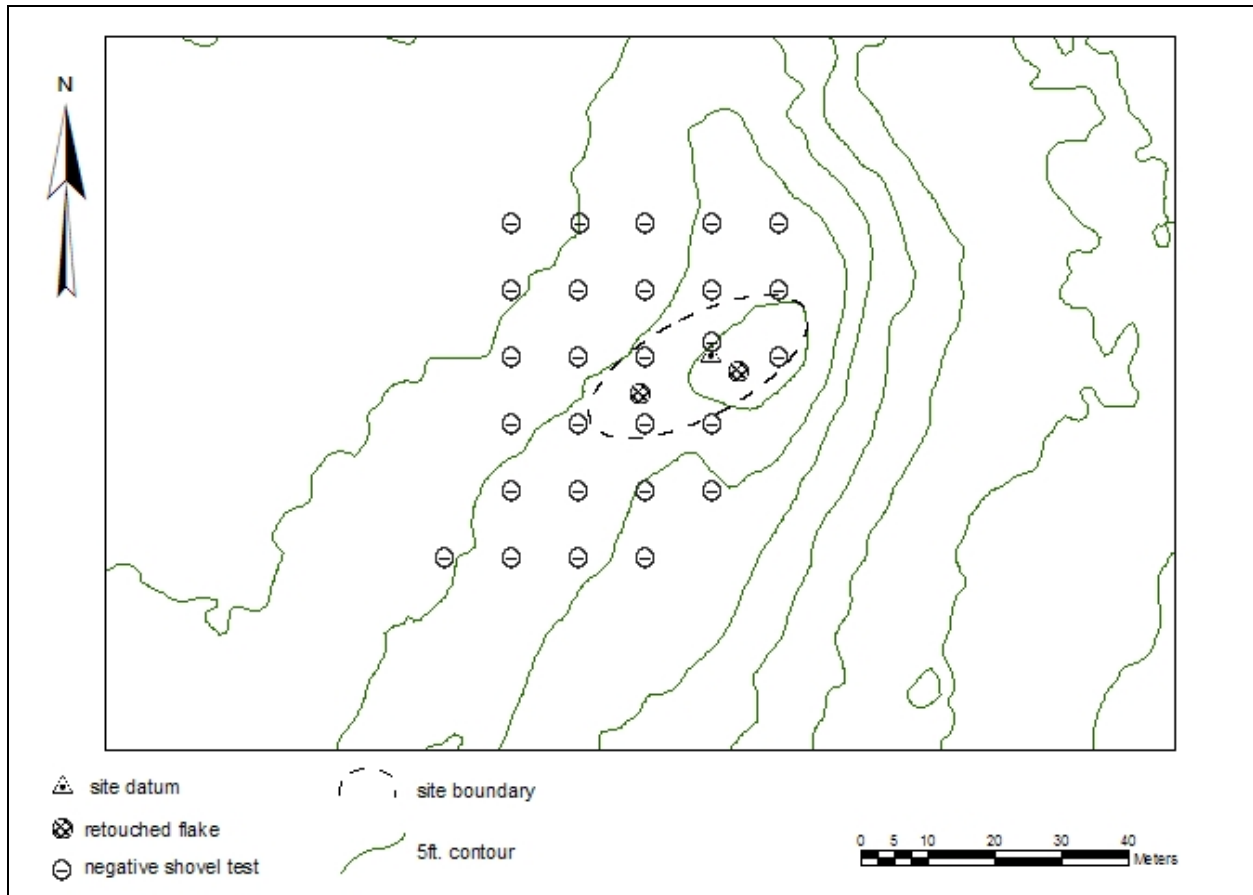 N
site datum
site boundary
retouched flake
5ft. contour
negative shovel test
0 5 10 20 30 40
Meters